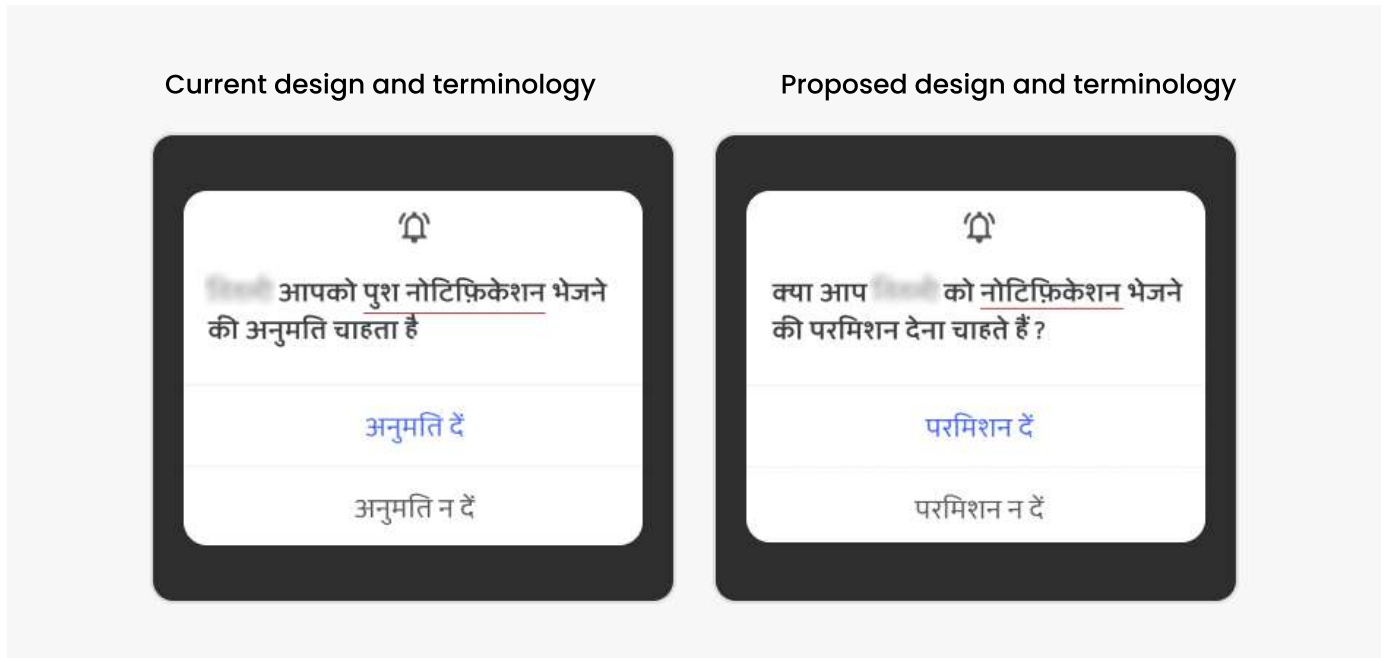 Current design and terminology
आपको पुश नोटिफ़िकेशन भेजने
की अनुमति चाहता है
अनुमति दें
अनुमति न दें
Proposed design and terminology
क्या आप को नोटिफ़िकेशन भेजने
की परमिशन देना चाहते हैं ?
परमिशन दें
परमिशन न दें